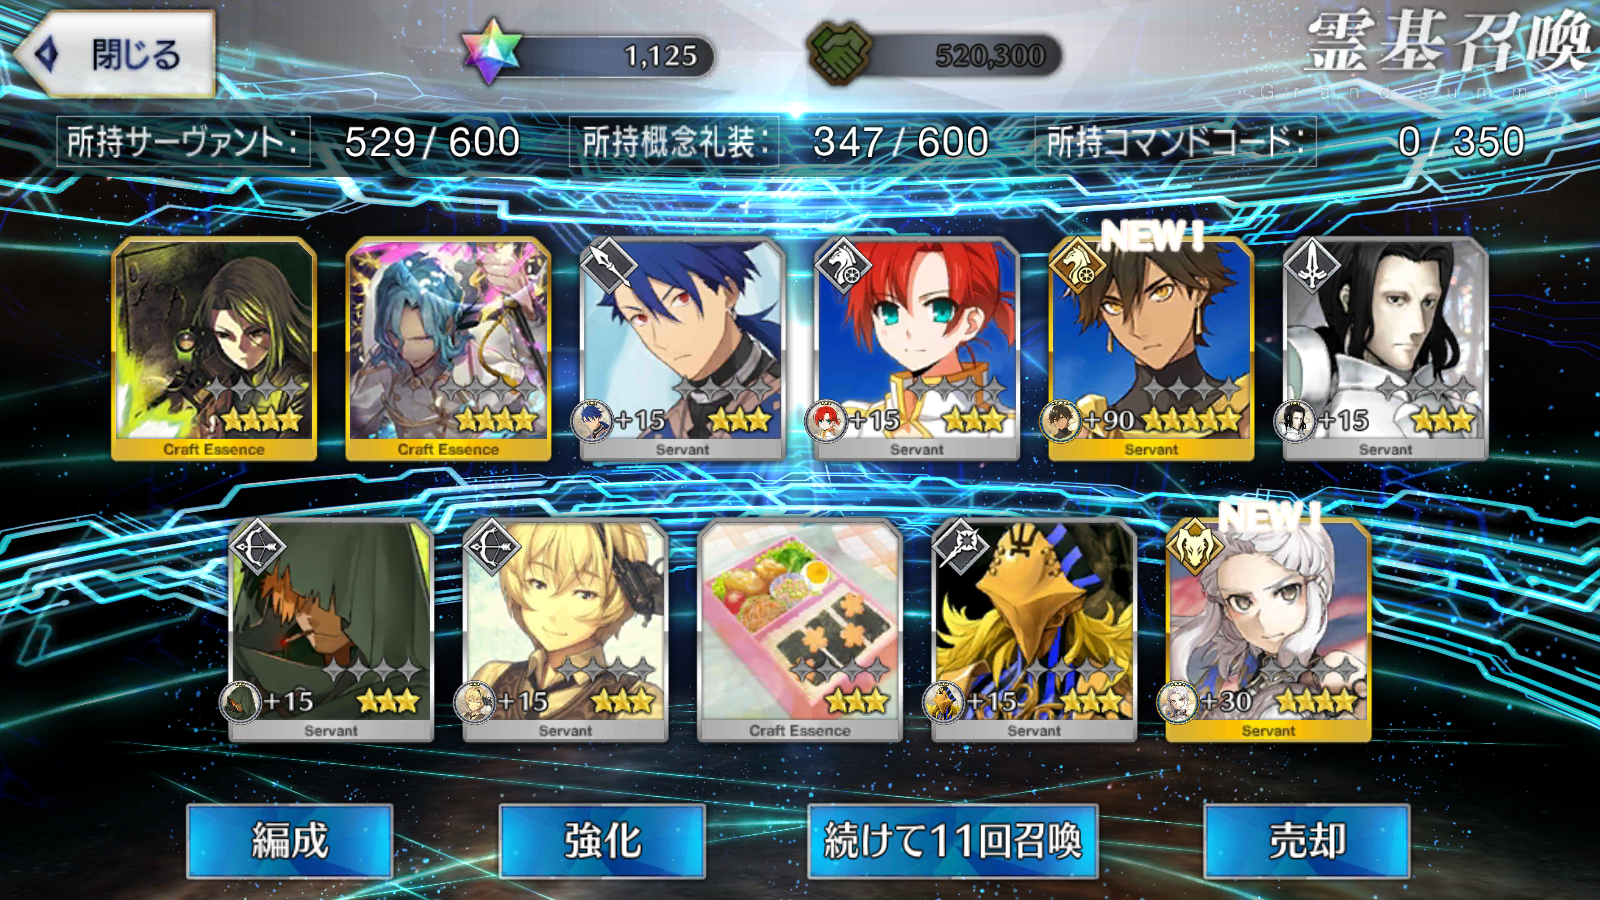 閉じる
1,125
520,300
霊基召喚
Grand summon
所持サーヴァント:
529/600
所持概念礼装:
347/600
所持コマンドコード:
0/350
NEW!
+15
+15
+90
+15
Craft Essence
Craft Essence
Servant
Servant
Servant
Servant
NEW!
+15
+15
+15
+30
Servant
Servant
Craft Essence
Servant
Servant
編成
強化
続けて11回召喚
売却